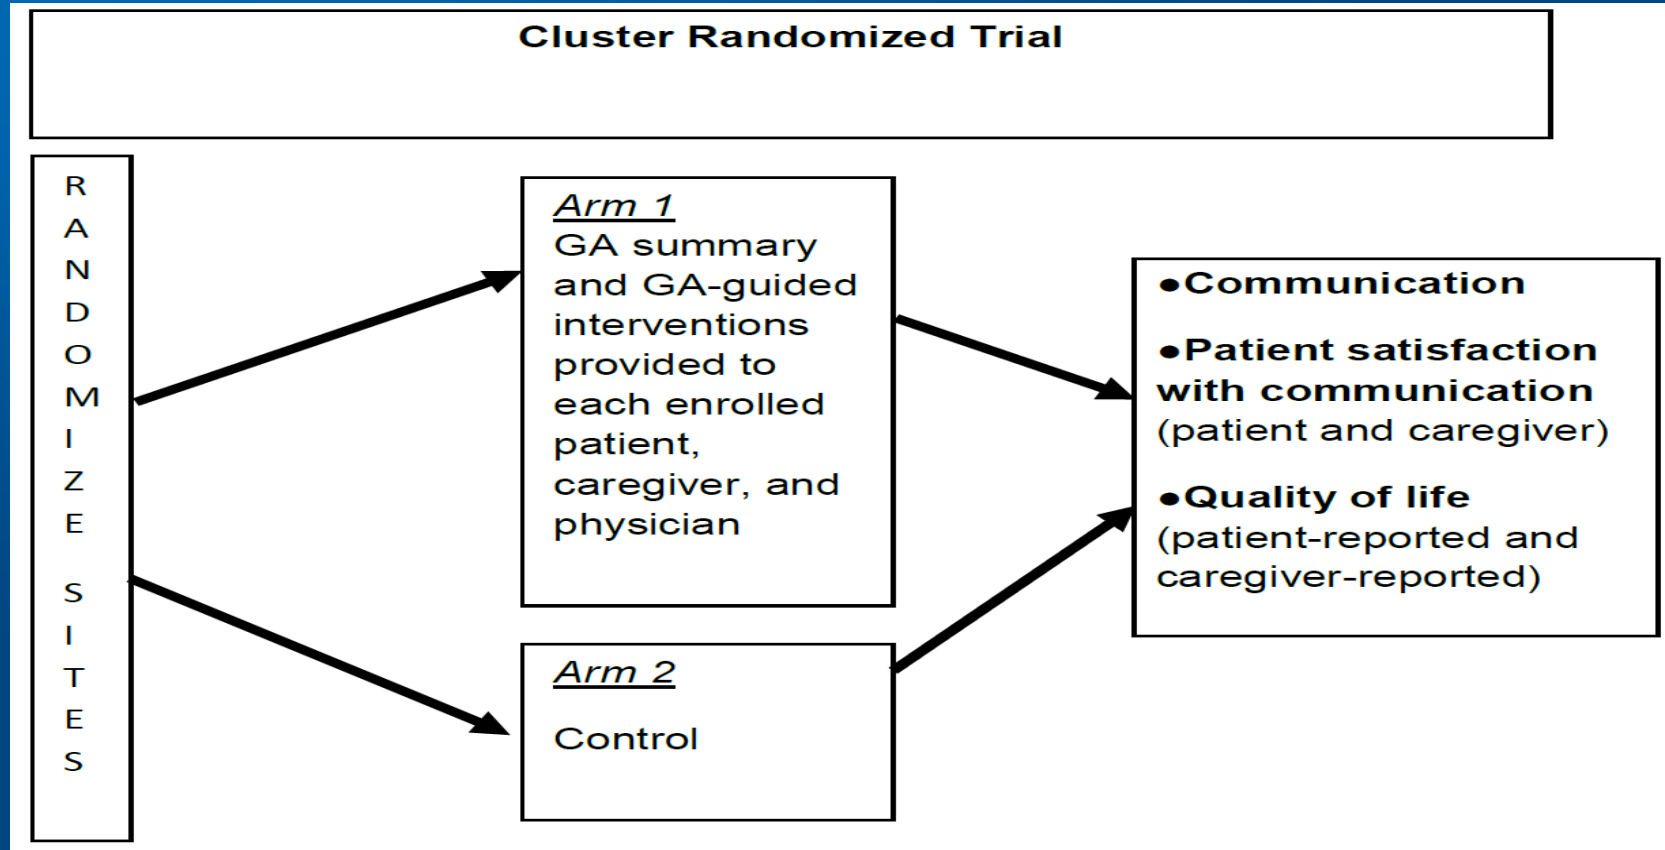 Cluster Randomized Trial
RANDOMIZE SITES
Arm 1
GA summary
and GA-guided
interventions
provided to
each enrolled
patient,
caregiver, and
physician
Arm 2
Control
●Communication
●Patient satisfaction
with communication
(patient and caregiver)
●Quality of life
(patient-reported and
caregiver-reported)